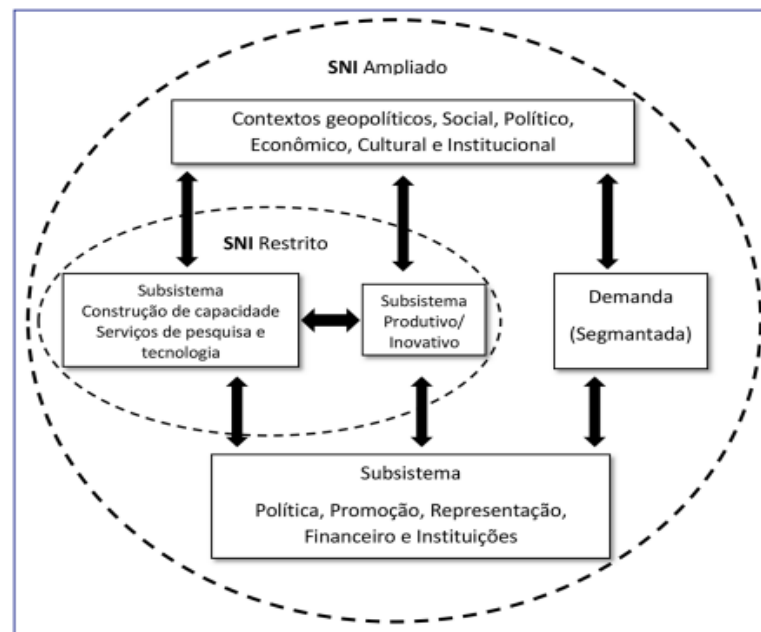 SNI Ampliado
Contextos geopolíticos, Social, Político,
Econômico, Cultural e Institucional
SNI Restrito
Subsistema
Construção de capacidade
Serviços de pesquisa e
tecnologia
Subsistema
Produtivo/
Inovativo
Demanda
(Segmantada)
Subsistema
Política, Promoção, Representação,
Financeiro e Instituições